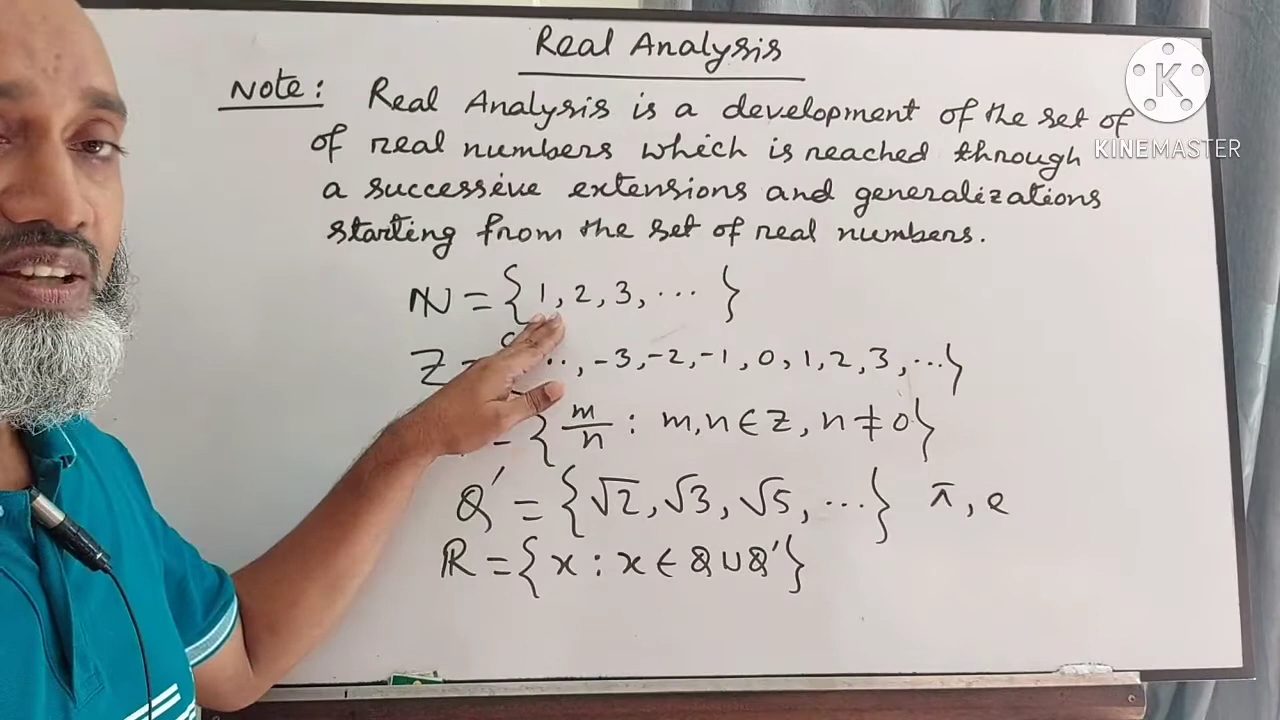 Real Analysis
Note: Real Analysis is a development of the set of
of real numbers which is reached through
a successive extensions and generalizations
starting from the set of real numbers.
ℕ = {1, 2, 3, ...}
Z = ..., -3, -2, -1, 0, 1, 2, 3, ...}
= {m/n : m, n ∈ Z, n ≠ 0}
Q' = {√2, √3, √5, ...} π, e
ℝ = {x : x ∈ Q ∪ Q'}
K
KINEMASTER